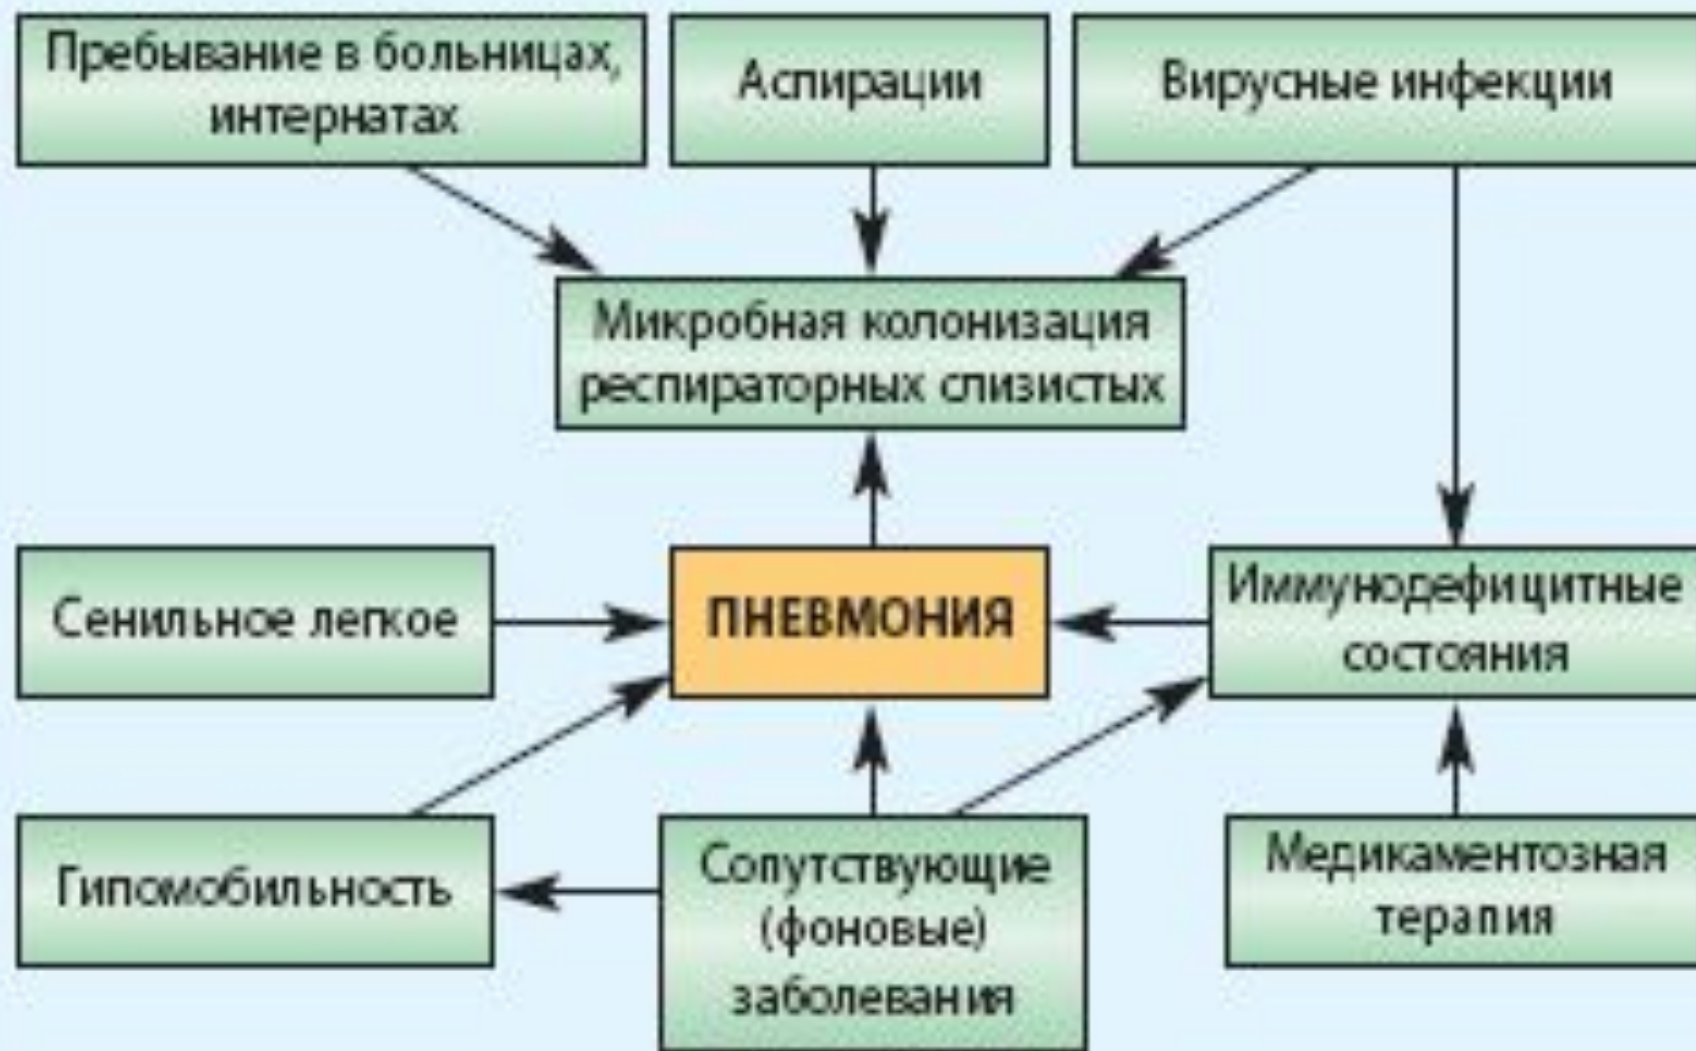 Пребывание в больницах,
интернатах
Аспирации
Вирусные инфекции
Микробная колонизация
респираторных слизистых
Сенильное легкое
ПНЕВМОНИЯ
Иммунодефицитные
состояния
Гипомобильность
Сопутствующие
(фоновые)
заболевания
Медикаментозная
терапия